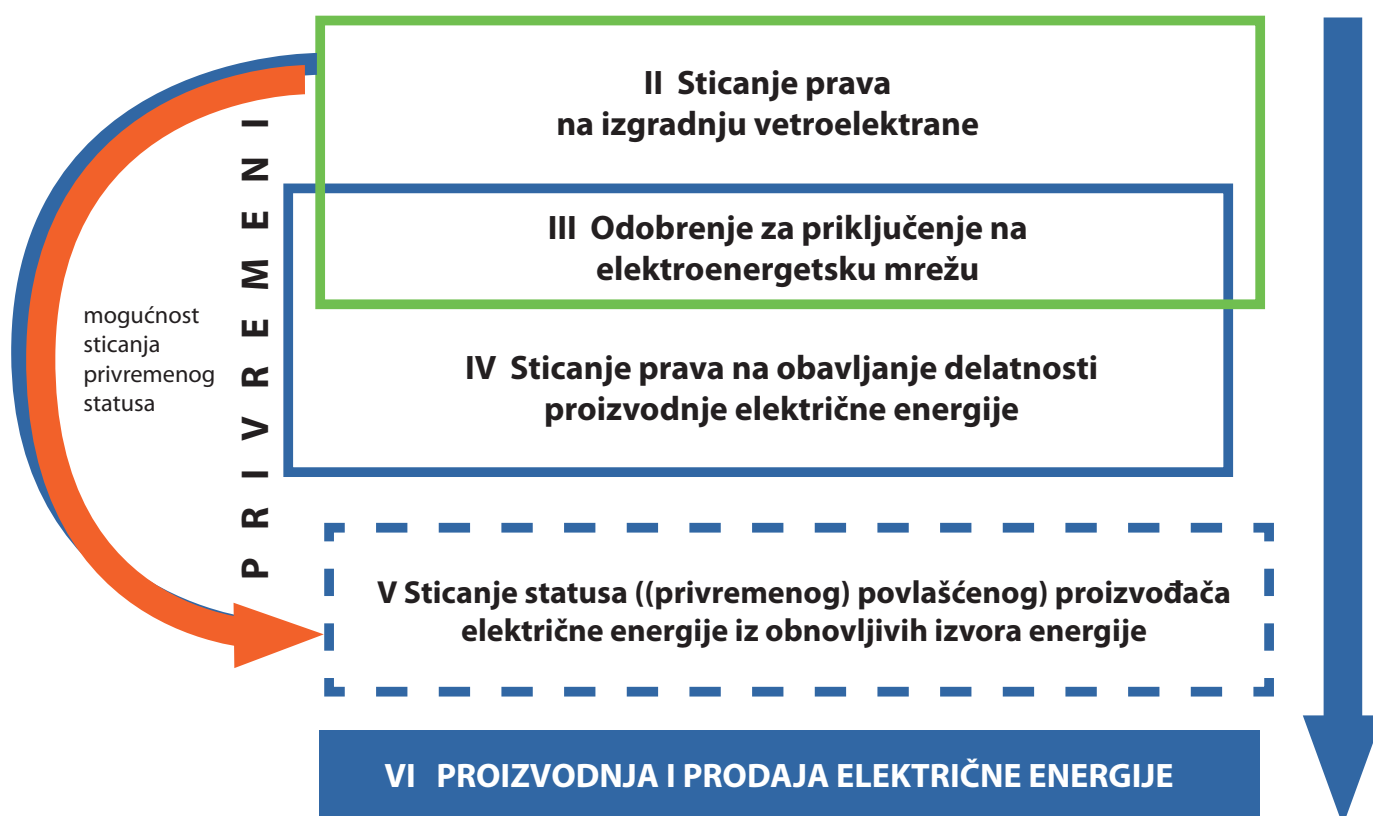 II Sticanje prava
na izgradnju vetroelektrane
III Odobrenje za priključenje na
elektroenergetsku mrežu
mogućnost
sticanja
privremenog
statusa
PRIVREMENI
IV Sticanje prava na obavljanje delatnosti
proizvodnje električne energije
V Sticanje statusa ((privremenog) povlašćenog) proizvođača
električne energije iz obnovljivih izvora energije
VI PROIZVODNJA I PRODAJA ELEKTRIČNE ENERGIJE